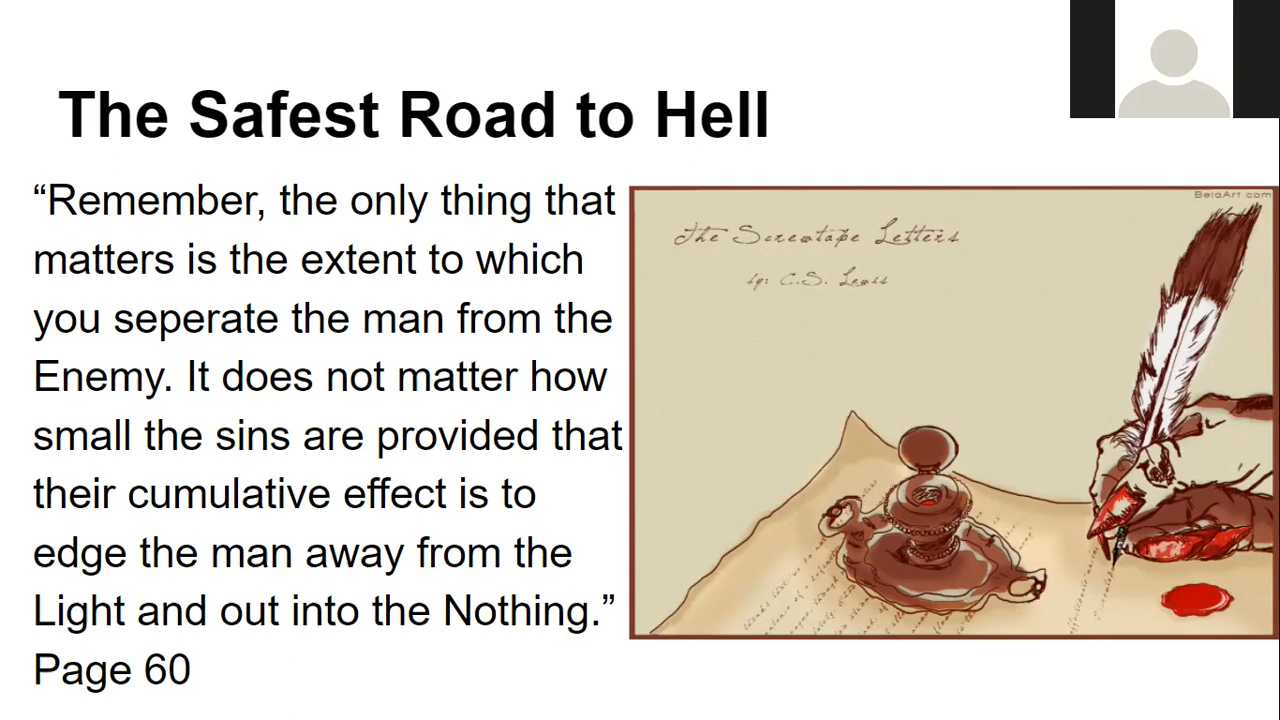 The Safest Road to Hell
“Remember, the only thing that
matters is the extent to which
you seperate the man from the
Enemy. It does not matter how
small the sins are provided that
their cumulative effect is to
edge the man away from the
Light and out into the Nothing.”
Page 60
BelaArt.com
The Screwtape Letters
by: C.S. Lewis